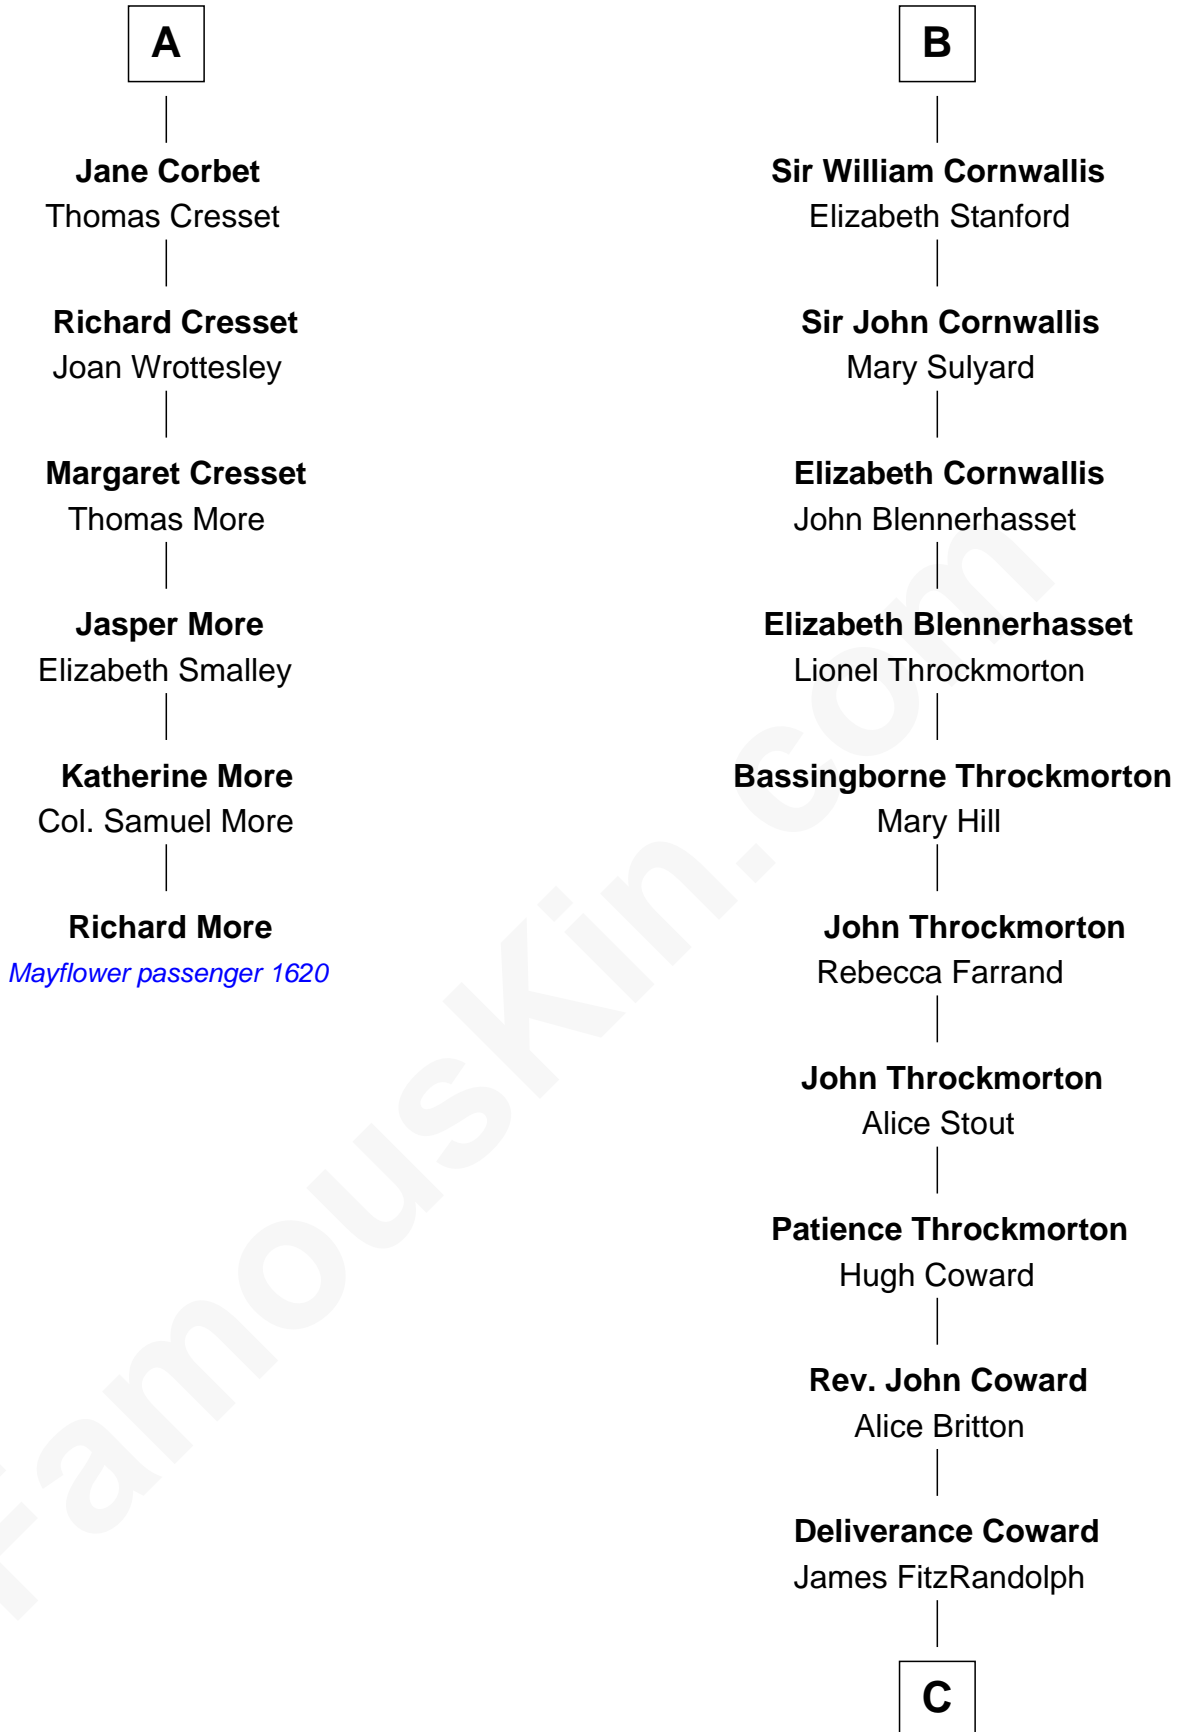 A
Jane Corbet
Thomas Cresset
Richard Cresset
Joan Wrottesley
Margaret Cresset
Thomas More
Jasper More
Elizabeth Smalley
Katherine More
Col. Samuel More
Richard More
Mayflower passenger 1620
B
Sir William Cornwallis
Elizabeth Stanford
Sir John Cornwallis
Mary Sulyard
Elizabeth Cornwallis
John Blennerhasset
Elizabeth Blennerhasset
Lionel Throckmorton
Bassingborne Throckmorton
Mary Hill
John Throckmorton
Rebecca Farrand
John Throckmorton
Alice Stout
Patience Throckmorton
Hugh Coward
Rev. John Coward
Alice Britton
Deliverance Coward
James FitzRandolph
C
FamousKin.com